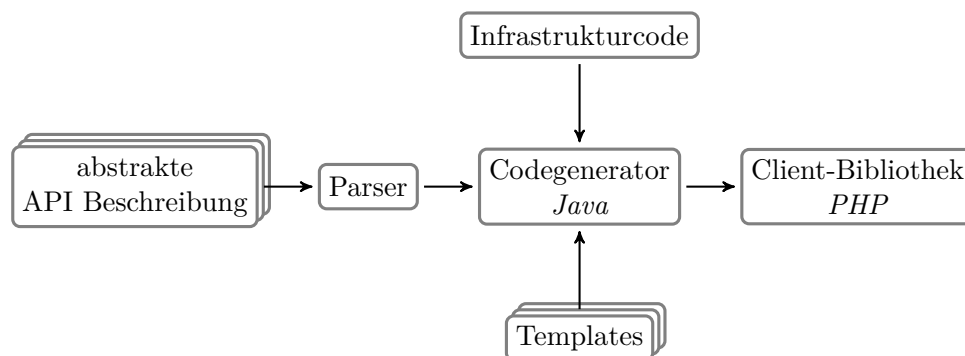 Infrastrukturcode
abstrakte
API Beschreibung
Parser
Codegenerator
Java
Client-Bibliothek
PHP
Templates